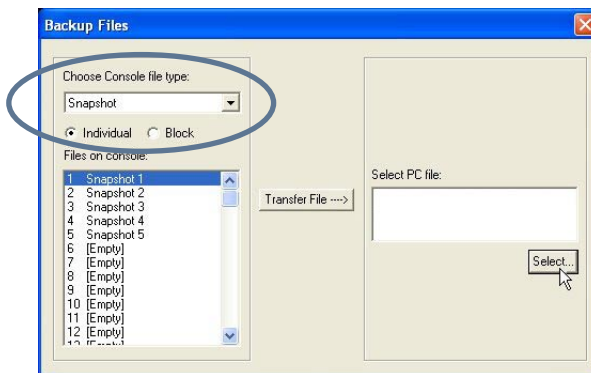 Backup Files
Choose Console file type:
Snapshot
Individual Block
Files on console:
1 Snapshot 1
2 Snapshot 2
3 Snapshot 3
4 Snapshot 4
5 Snapshot 5
6 [Empty]
7 [Empty]
8 [Empty]
9 [Empty]
10 [Empty]
11 [Empty]
12 [Empty]
Transfer File ---->
Select PC file:
Select...